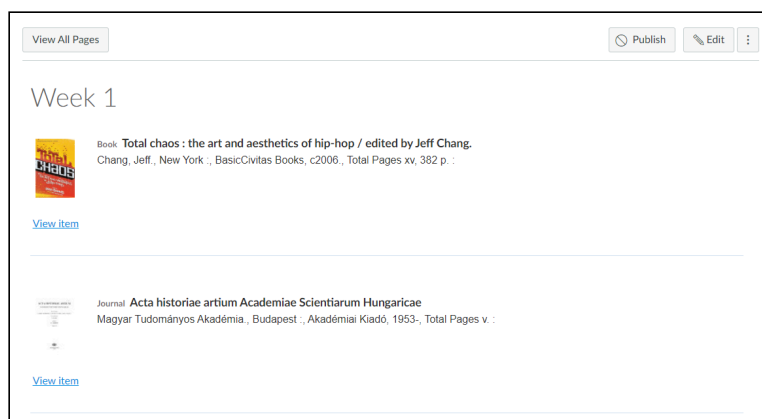 View All Pages
Publish
Edit
Week 1
Book Total chaos : the art and aesthetics of hip-hop / edited by Jeff Chang.
Chang, Jeff., New York :, BasicCivitas Books, c2006., Total Pages xv, 382 p. :
TOTAL
CHAOS
View item
Journal Acta historiae artium Academiae Scientiarum Hungaricae
Magyar Tudományos Akadémia., Budapest :, Akadémiai Kiadó, 1953-, Total Pages v. :
View item